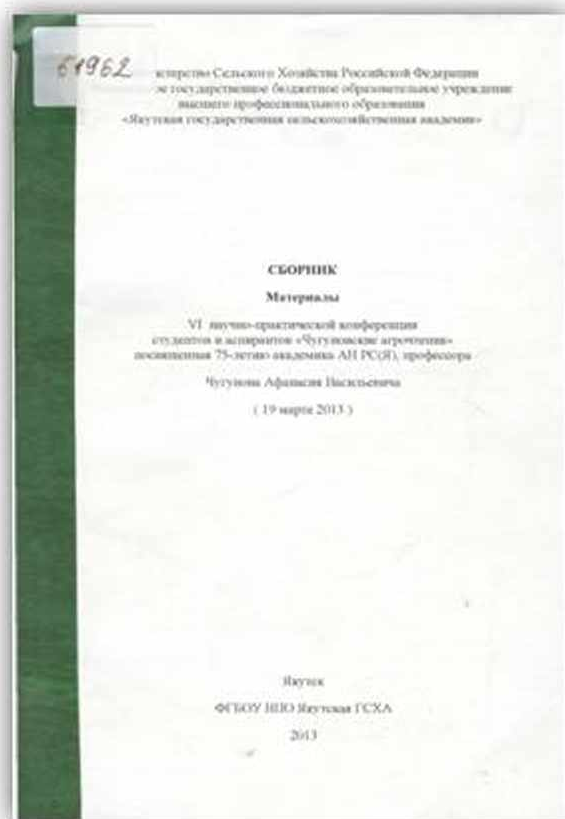 61962
истерство Сельского Хозяйства Российской Федерации
ое государственное бюджетное образовательное учреждение
высшего профессионального образования
«Якутская государственная сельскохозяйственная академия»
СБОРНИК
Материалы
VI научно-практической конференции
студентов и аспирантов «Чугуновские агрочтения»
посвященная 75-летию академика АН РС(Я), профессора
Чугунова Афанасия Васильевича
( 19 марта 2013 )
Якутск
ФГБОУ ВПО Якутская ГСХА
2013